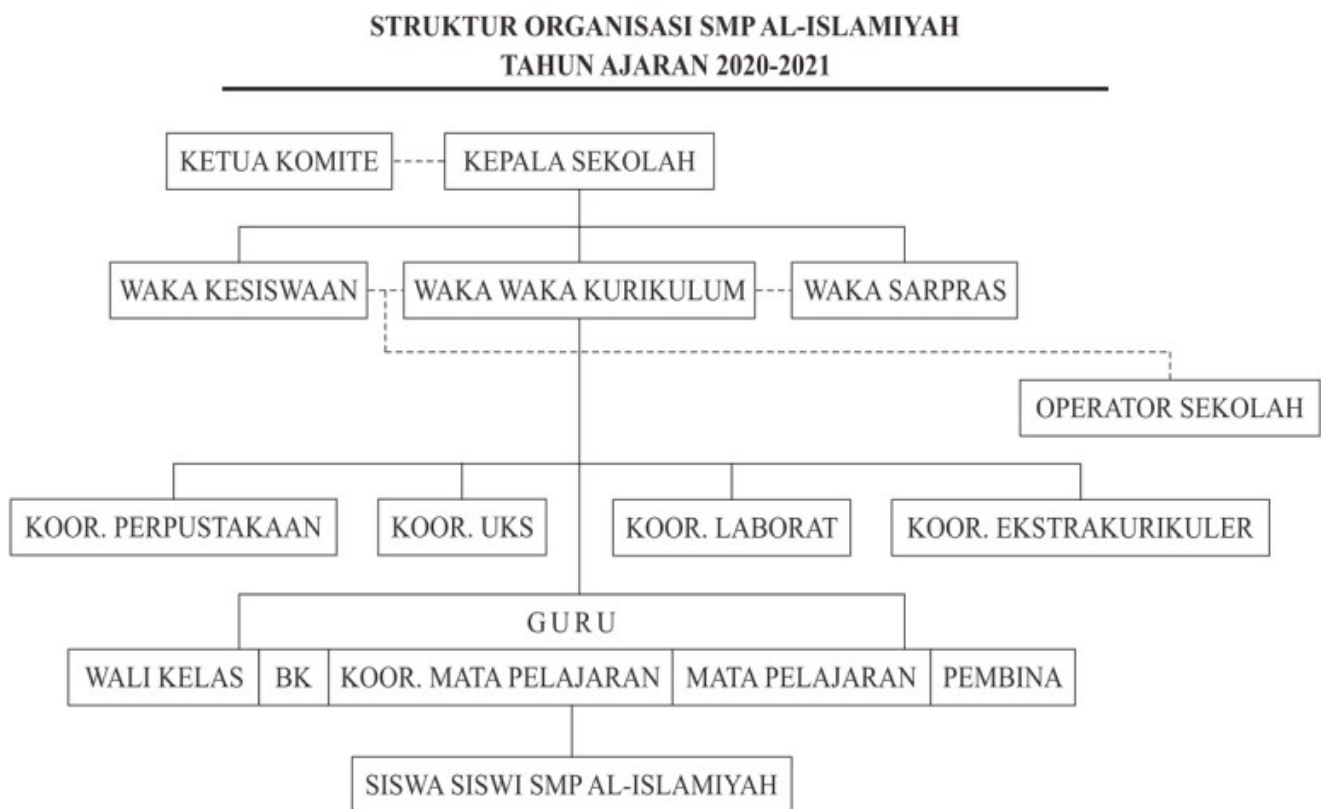 STRUKTUR ORGANISASI SMP AL-ISLAMIYAH
TAHUN AJARAN 2020-2021
KETUA KOMITE
KEPALA SEKOLAH
WAKA KESISWAAN
WAKA WAKA KURIKULUM
WAKA SARPRAS
OPERATOR SEKOLAH
KOOR. PERPUSTAKAAN
KOOR. UKS
KOOR. LABORAT
KOOR. EKSTRAKURIKULER
GURU
WALI KELAS
BK
KOOR. MATA PELAJARAN
MATA PELAJARAN
PEMBINA
SISWA SISWI SMP AL-ISLAMIYAH